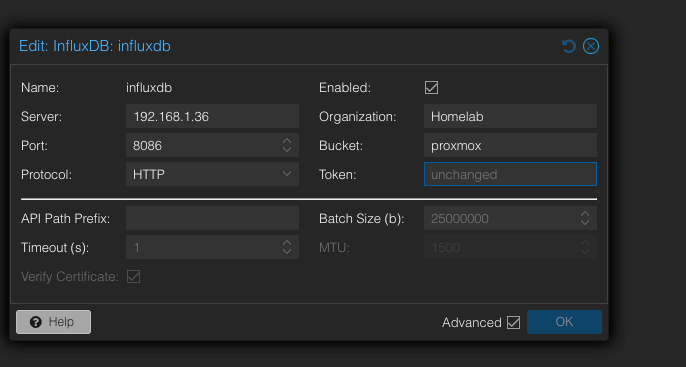 Edit: InfluxDB: influxdb
Name: influxdb Enabled:
Server: 192.168.1.36 Organization: Homelab
Port: 8086 Bucket: proxmox
Protocol: HTTP Token: unchanged
API Path Prefix: Batch Size (b): 25000000
Timeout (s): 1 MTU: 1500
Verify Certificate:
Help Advanced OK